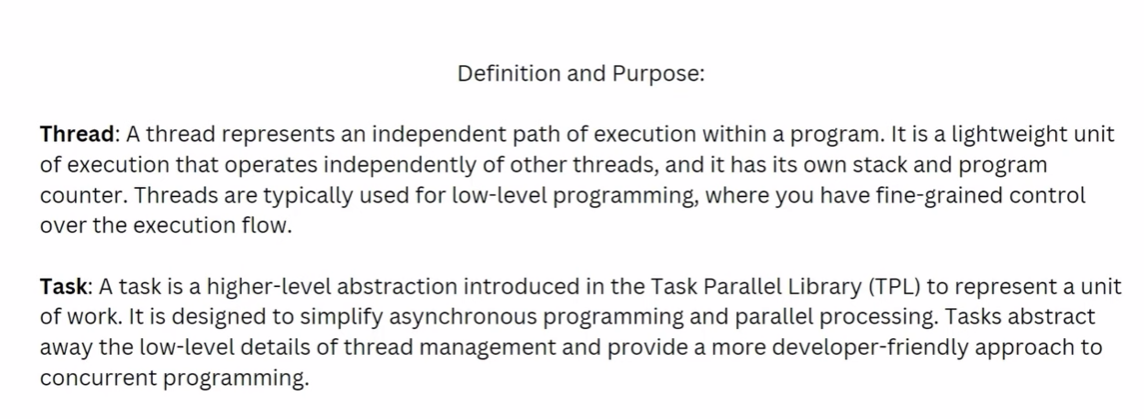 Definition and Purpose:
Thread: A thread represents an independent path of execution within a program. It is a lightweight unit
of execution that operates independently of other threads, and it has its own stack and program
counter. Threads are typically used for low-level programming, where you have fine-grained control
over the execution flow.
Task: A task is a higher-level abstraction introduced in the Task Parallel Library (TPL) to represent a unit
of work. It is designed to simplify asynchronous programming and parallel processing. Tasks abstract
away the low-level details of thread management and provide a more developer-friendly approach to
concurrent programming.